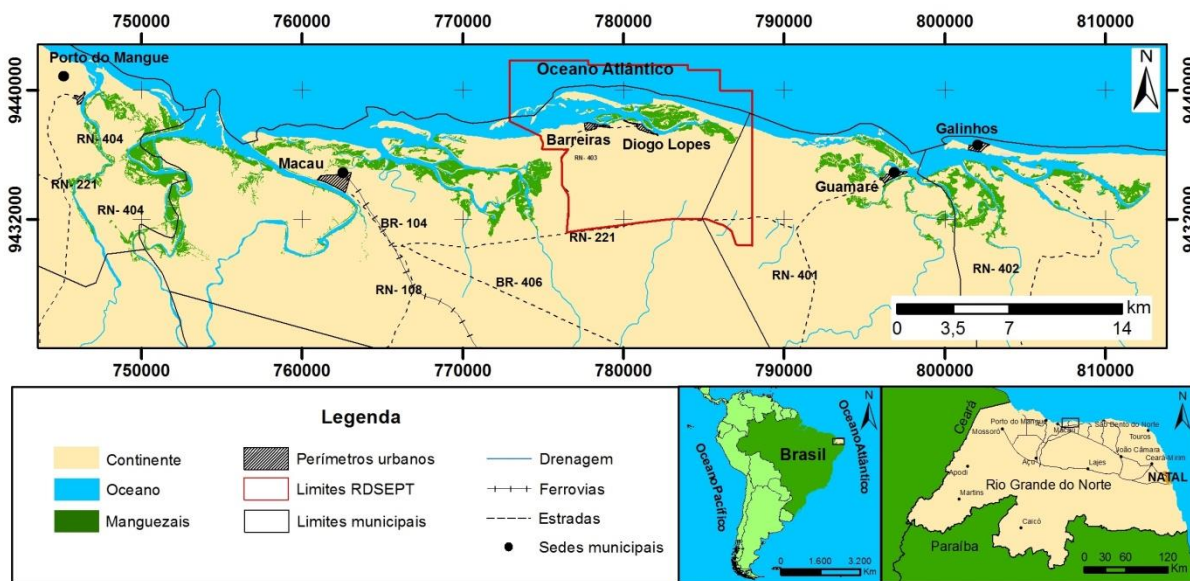 750000 760000 770000 780000 790000 800000 810000
Porto do Mangue
Oceano Atlântico
N
9440000
9440000
RN- 404
Barreiras
Diogo Lopes
Galinhos
RN- 403
Macau
Guamaré
RN- 221
RN- 404
9432000
9432000
BR- 104
RN- 221
RN- 401
RN- 402
BR- 406
RN- 108
km
0 3,5 7 14
750000 760000 770000 780000 790000 800000 810000
Legenda
Continente
Oceano
Manguezais
Perímetros urbanos
Limites RDSEPT
Limites municipais
Drenagem
Ferrovias
Estradas
Sedes municipais
N
Oceano Atlântico
Brasil
Oceano Pacífico
0 1.600 3.200
Km
N
Ceará
Porto do Mangue
Macau
São Bento do Norte
Mossoró
Touros
João Câmara
Ceará-Mirim
Açu
Lajes
Apodi
NATAL
Rio Grande do Norte
Martins
Caicó
Paraíba
0 30 60 120
Km